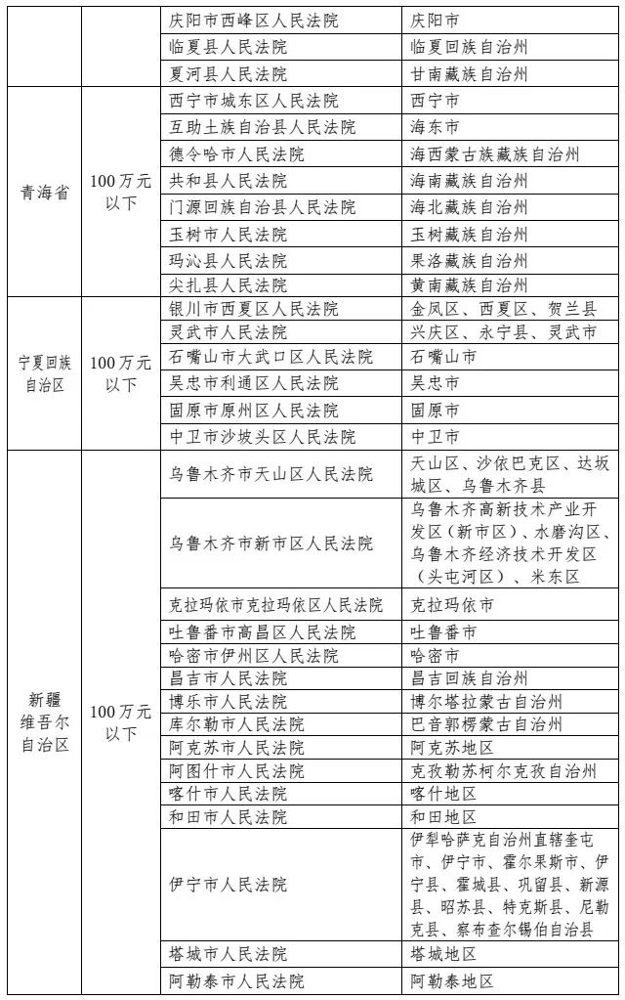 庆阳市西峰区人民法院 庆阳市
临夏县人民法院 临夏回族自治州
夏河县人民法院 甘南藏族自治州
青海省
100万元
以下
西宁市城东区人民法院 西宁市
互助土族自治县人民法院 海东市
德令哈市人民法院 海西蒙古族藏族自治州
共和县人民法院 海南藏族自治州
门源回族自治县人民法院 海北藏族自治州
玉树市人民法院 玉树藏族自治州
玛沁县人民法院 果洛藏族自治州
尖扎县人民法院 黄南藏族自治州
宁夏回族
自治区
100万元
以下
银川市西夏区人民法院 金凤区、西夏区、贺兰县
灵武市人民法院 兴庆区、永宁县、灵武市
石嘴山市大武口区人民法院 石嘴山市
吴忠市利通区人民法院 吴忠市
固原市原州区人民法院 固原市
中卫市沙坡头区人民法院 中卫市
新疆
维吾尔
自治区
100万元
以下
乌鲁木齐市天山区人民法院
天山区、沙依巴克区、达坂
城区、乌鲁木齐县
乌鲁木齐市新市区人民法院
乌鲁木齐高新技术产业开
发区（新市区）、水磨沟区、
乌鲁木齐经济技术开发区
（头屯河区）、米东区
克拉玛依市克拉玛依区人民法院 克拉玛依市
吐鲁番市高昌区人民法院 吐鲁番市
哈密市伊州区人民法院 哈密市
昌吉市人民法院 昌吉回族自治州
博乐市人民法院 博尔塔拉蒙古自治州
库尔勒市人民法院 巴音郭楞蒙古自治州
阿克苏市人民法院 阿克苏地区
阿图什市人民法院 克孜勒苏柯尔克孜自治州
喀什市人民法院 喀什地区
和田市人民法院 和田地区
伊宁市人民法院
伊犁哈萨克自治州直辖奎屯
市、伊宁市、霍尔果斯市、伊
宁县、霍城县、巩留县、新源
县、昭苏县、特克斯县、尼勒
克县、察布查尔锡伯自治县
塔城市人民法院 塔城地区
阿勒泰市人民法院 阿勒泰地区